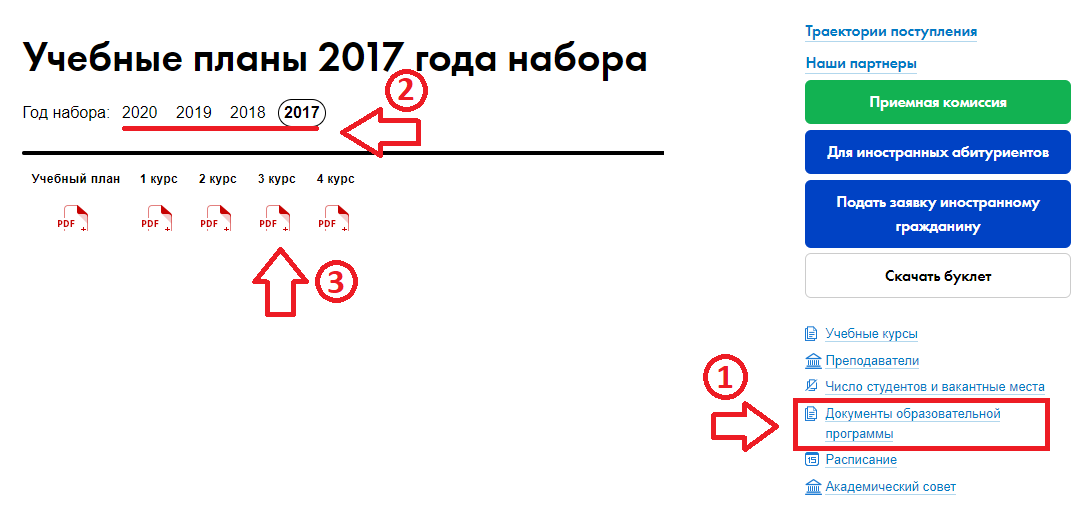 Учебные планы 2017 года набора
Год набора: 2020 2019 2018 2017
2
Учебный план 1 курс 2 курс 3 курс 4 курс
PDF PDF PDF PDF PDF
3
Траектории поступления
Наши партнеры
Приемная комиссия
Для иностранных абитуриентов
Подать заявку иностранному
гражданину
Скачать буклет
Учебные курсы
Преподаватели
1
Число студентов и вакантные места
Документы образовательной
программы
15 Расписание
Академический совет